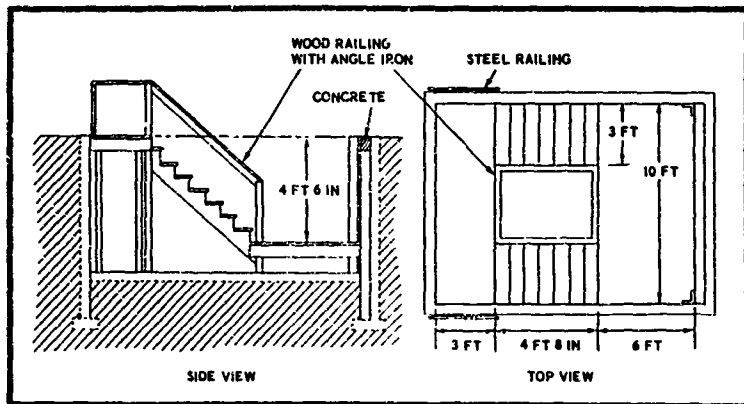 WOOD RAILING
WITH ANGLE IRON
STEEL RAILING
CONCRETE
4 FT 6 IN
3 FT
10 FT
3 FT
4 FT 8 IN
6 FT
SIDE VIEW
TOP VIEW